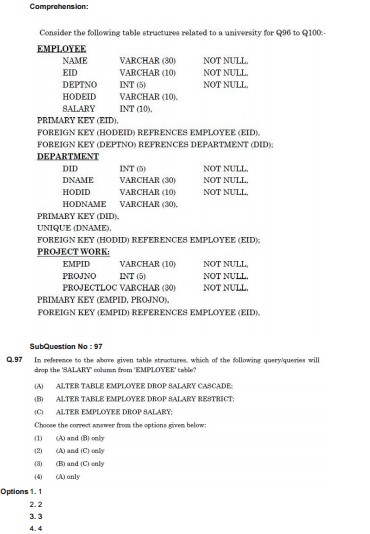 Comprehension:
Consider the following table structures related to a university for Q96 to Q100:-
EMPLOYEE
NAME VARCHAR (30) NOT NULL,
EID VARCHAR (10) NOT NULL,
DEPTNO INT (5) NOT NULL,
HODEID VARCHAR (10),
SALARY INT (10),
PRIMARY KEY (EID),
FOREIGN KEY (HODEID) REFRENCES EMPLOYEE (EID),
FOREIGN KEY (DEPTNO) REFRENCES DEPARTMENT (DID);
DEPARTMENT
DID INT (5) NOT NULL,
DNAME VARCHAR (30) NOT NULL,
HODID VARCHAR (10) NOT NULL,
HODNAME VARCHAR (30),
PRIMARY KEY (DID),
UNIQUE (DNAME),
FOREIGN KEY (HODID) REFERENCES EMPLOYEE (EID);
PROJECT WORK:
EMPID VARCHAR (10) NOT NULL,
PROJNO INT (5) NOT NULL,
PROJECTLOC VARCHAR (30) NOT NULL,
PRIMARY KEY (EMPID, PROJNO),
FOREIGN KEY (EMPID) REFERENCES EMPLOYEE (EID),
SubQuestion No : 97
Q.97 In reference to the above given table structures, which of the following query/queries will
drop the 'SALARY' column from 'EMPLOYEE' table?
(A) ALTER TABLE EMPLOYEE DROP SALARY CASCADE;
(B) ALTER TABLE EMPLOYEE DROP SALARY RESTRICT;
(C) ALTER EMPLOYEE DROP SALARY;
Choose the correct answer from the options given below:
(1) (A) and (B) only
(2) (A) and (C) only
(3) (B) and (C) only
(4) (A) only
Options 1. 1
2. 2
3. 3
4. 4